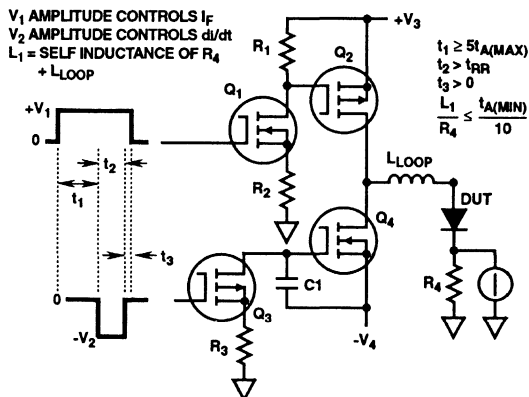 V1 AMPLITUDE CONTROLS IF
V2 AMPLITUDE CONTROLS di/dt
L1 = SELF INDUCTANCE OF R4
+ LLOOP
+V1
0
t2
t1
t3
0
-V2
R1
Q1
R2
Q2
+V3
t1 ≥ 5tA(MAX)
t2 > tRR
t3 > 0
L1/R4 ≤ tA(MIN)/10
LLOOP
DUT
Q4
C1
R4
Q3
R3
-V4